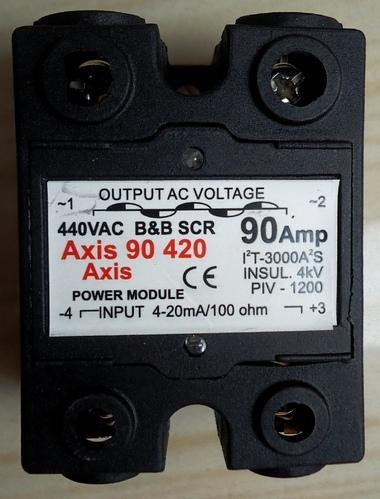 OUTPUT AC VOLTAGE
~1 ~2
440VAC B&B SCR 90Amp
Axis 90 420 I²T-3000A²S
Axis CE INSUL. 4kV
POWER MODULE PIV - 1200
-4 INPUT 4-20mA/100 ohm +3